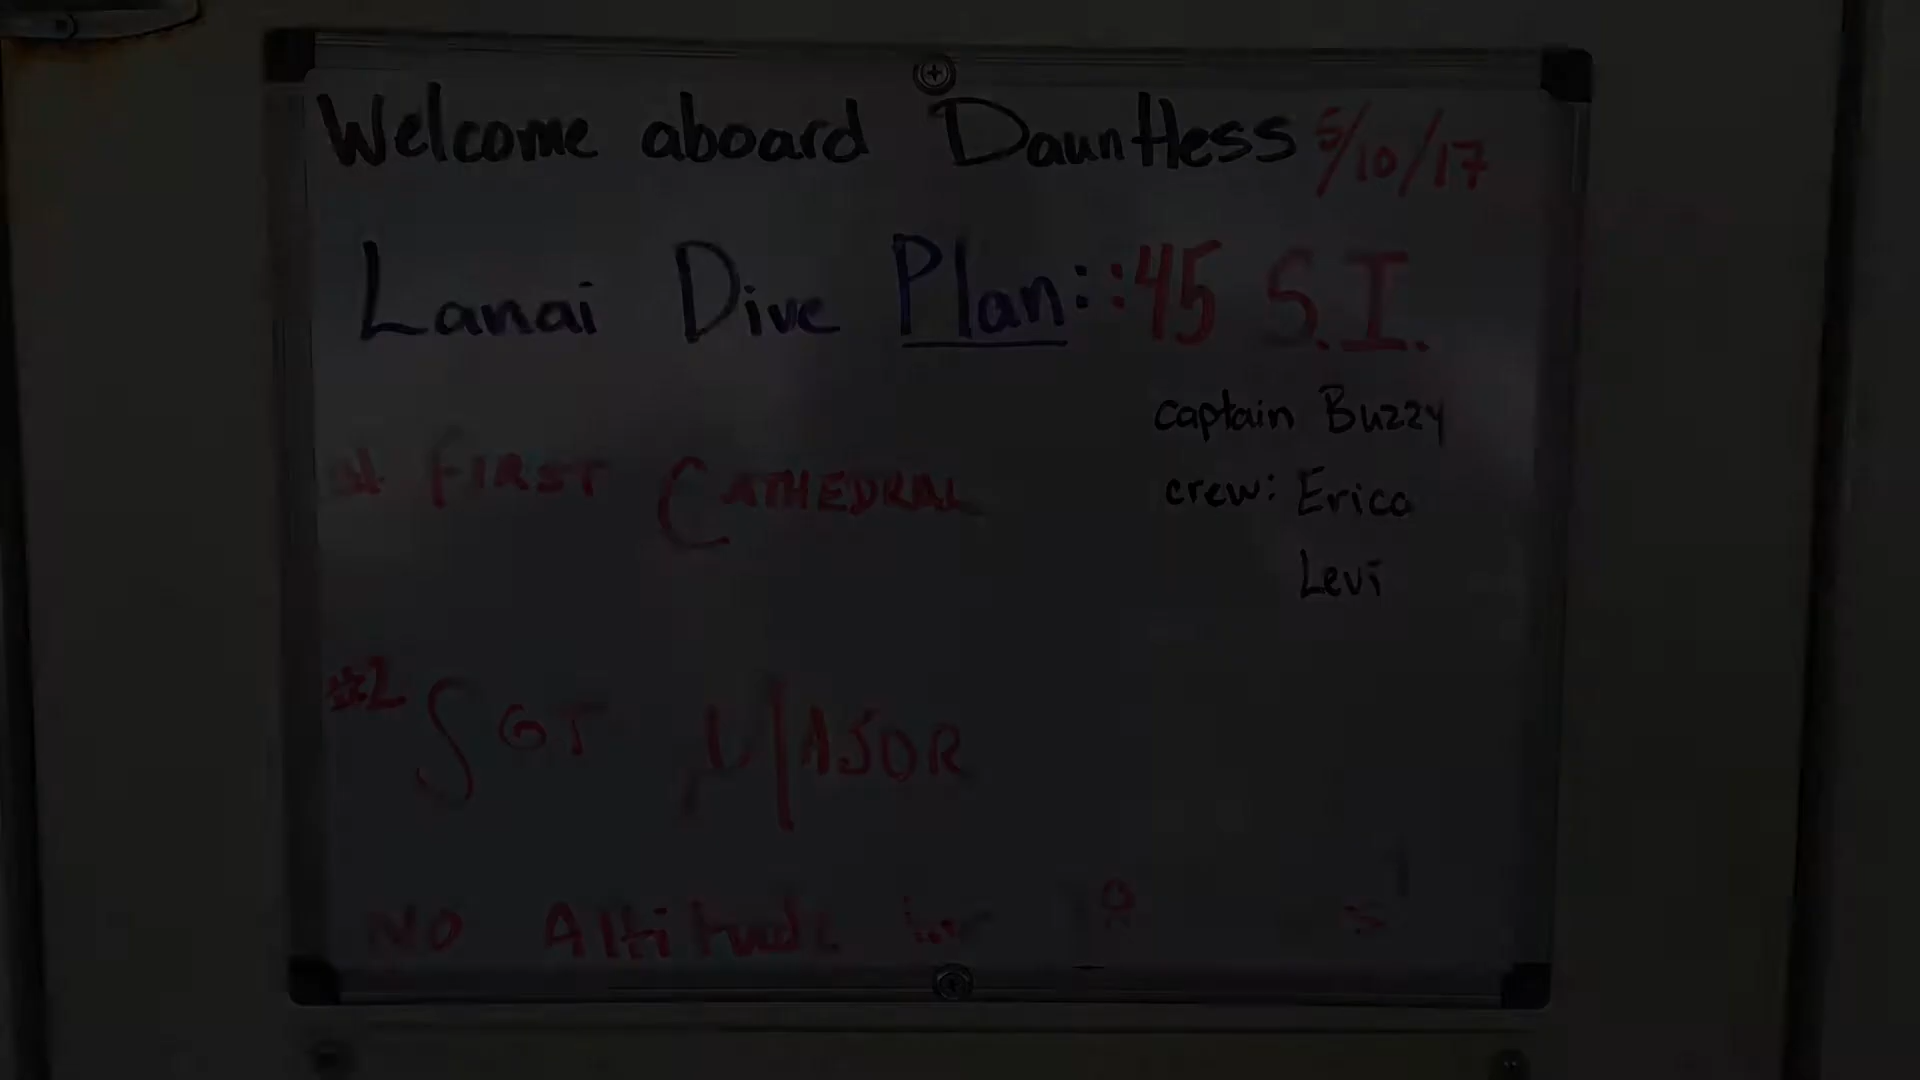 Welcome aboard Dauntless 5/10/17
Lanai Dive Plan: :45 S.I.
captain Buzzy
#1 FIRST CATHEDRAL
crew: Erica
Levi
#2 SGT MAJOR
NO Altitude for